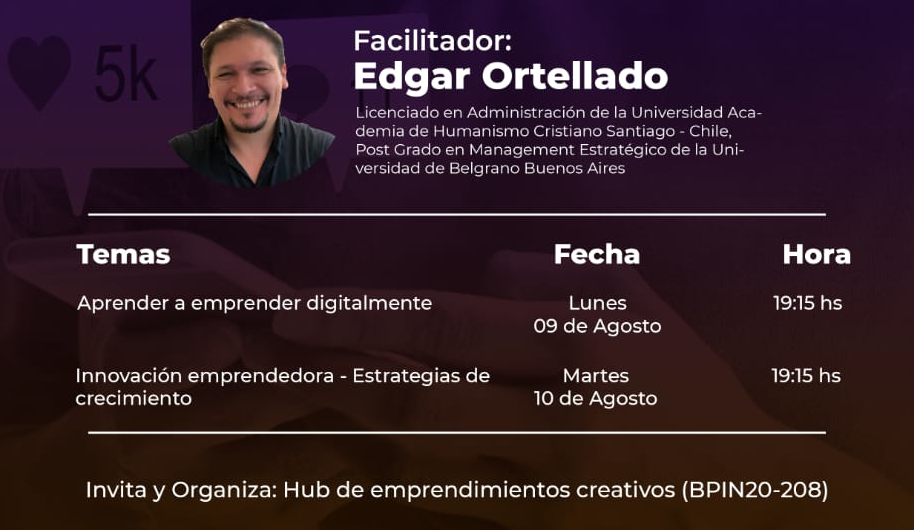 5k
Facilitador:
Edgar Ortellado
Licenciado en Administración de la Universidad Aca-
demia de Humanismo Cristiano Santiago - Chile,
Post Grado en Management Estratégico de la Uni-
versidad de Belgrano Buenos Aires
Temas Fecha Hora
Aprender a emprender digitalmente Lunes 19:15 hs
09 de Agosto
Innovación emprendedora - Estrategias de Martes 19:15 hs
crecimiento 10 de Agosto
Invita y Organiza: Hub de emprendimientos creativos (BPIN20-208)